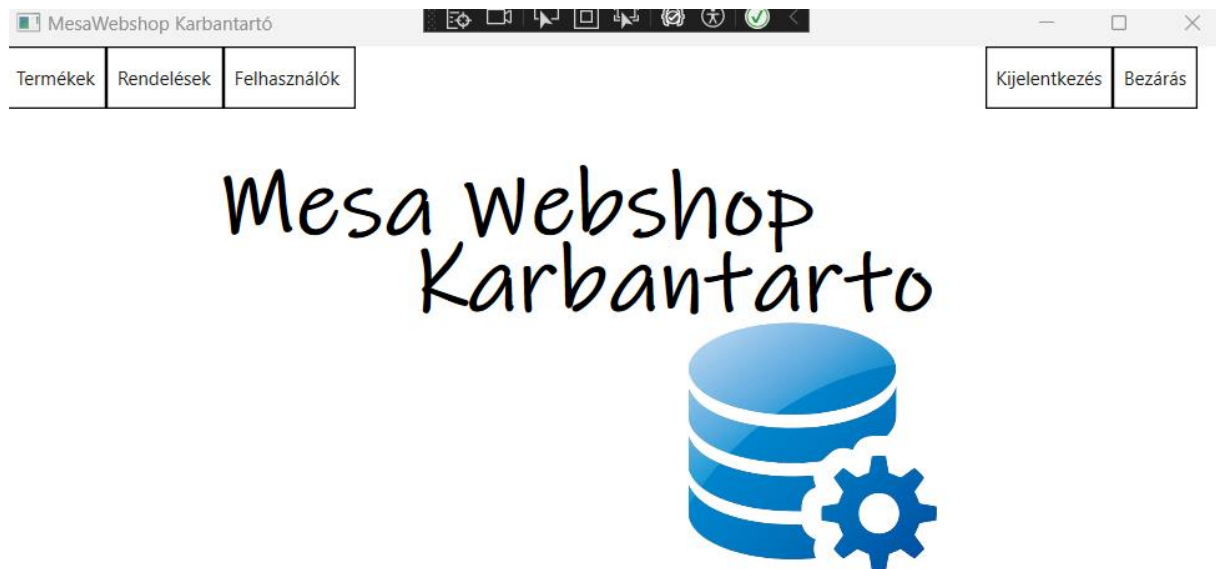 MesaWebshop Karbantartó
Termékek Rendelések Felhasználók Kijelentkezés Bezárás
Mesa Webshop
Karbantarto